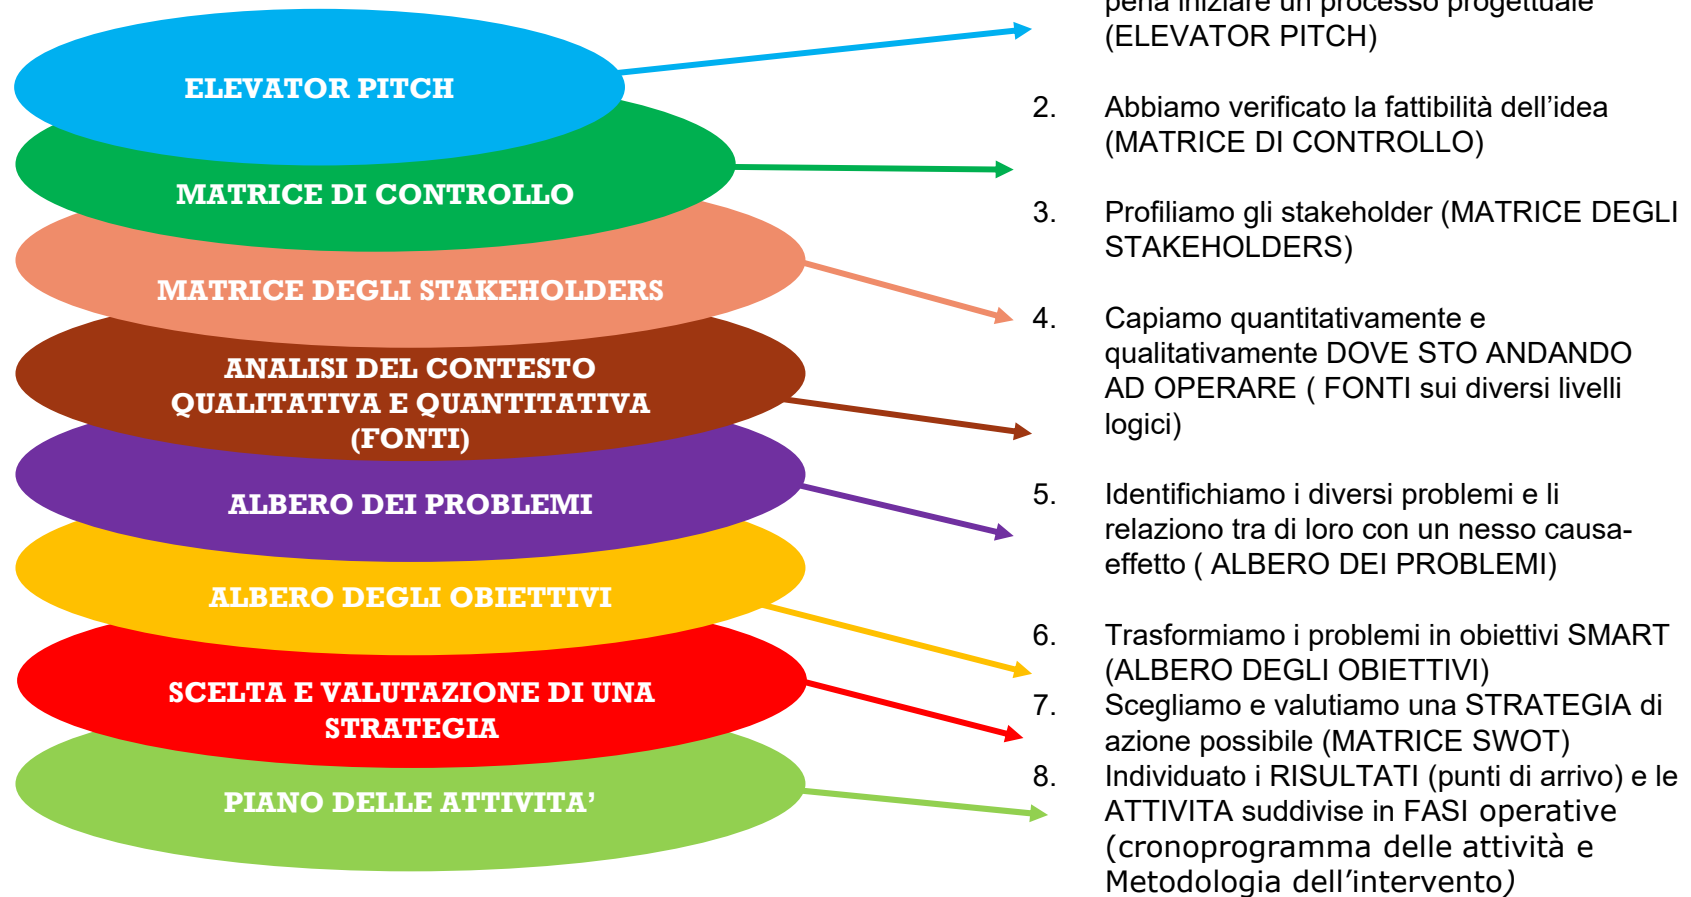 ELEVATOR PITCH
MATRICE DI CONTROLLO
MATRICE DEGLI STAKEHOLDERS
ANALISI DEL CONTESTO
QUALITATIVA E QUANTITATIVA
(FONTI)
ALBERO DEI PROBLEMI
ALBERO DEGLI OBIETTIVI
SCELTA E VALUTAZIONE DI UNA
STRATEGIA
PIANO DELLE ATTIVITA’
iniziare un processo progettuale
(ELEVATOR PITCH)
2. Abbiamo verificato la fattibilità dell’idea
(MATRICE DI CONTROLLO)
3. Profiliamo gli stakeholder (MATRICE DEGLI
STAKEHOLDERS)
4. Capiamo quantitativamente e
qualitativamente DOVE STO ANDANDO
AD OPERARE ( FONTI sui diversi livelli
logici)
5. Identifichiamo i diversi problemi e li
relaziono tra di loro con un nesso causa-
effetto ( ALBERO DEI PROBLEMI)
6. Trasformiamo i problemi in obiettivi SMART
(ALBERO DEGLI OBIETTIVI)
7. Scegliamo e valutiamo una STRATEGIA di
azione possibile (MATRICE SWOT)
8. Individuato i RISULTATI (punti di arrivo) e le
ATTIVITA suddivise in FASI operative
(cronoprogramma delle attività e
Metodologia dell’intervento)